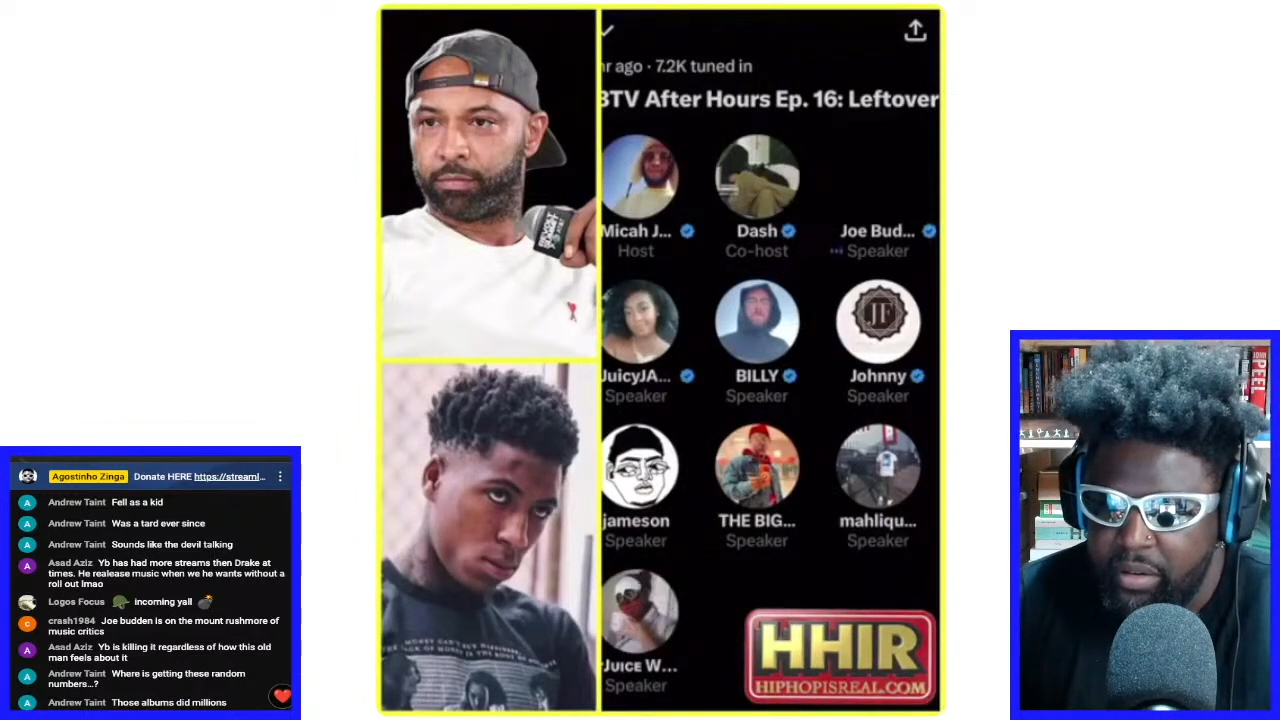 hr ago · 7.2K tuned in
BTV After Hours Ep. 16: Leftover
Micah J...
Host
Dash
Co-host
Joe Bud...
Speaker
JuicyJA...
Speaker
BILLY
Speaker
JF
Johnny
Speaker
jameson
Speaker
THE BIG...
Speaker
mahliqu...
Speaker
JUICE W...
Speaker
HHIR
HIPHOPISREAL.COM
Agostinho Zinga Donate HERE https://streaml...
A Andrew Taint Fell as a kid
A Andrew Taint Was a tard ever since
A Andrew Taint Sounds like the devil talking
A Asad Aziz Yb has had more streams then Drake at
times. He realease music when we he wants without a
roll out lmao
Logos Focus incoming yall
c crash1984 Joe budden is on the mount rushmore of
music critics
A Asad Aziz Yb is killing it regardless of how this old
man feels about it
A Andrew Taint Where is getting these random
numbers...?
A Andrew Taint Those albums did millions
PEEL